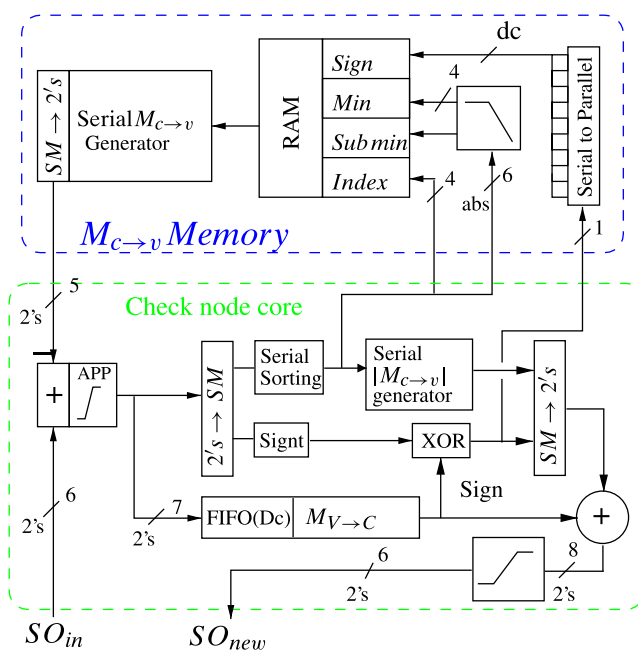 dc
Sign
4
Min
Submin
Index
RAM
SM → 2's
Serial M_{c→v}
Generator
6
abs
4
Serial to Parallel
1
M_{c→v} Memory
5
2's
Check node core
APP
+
2's → SM
Serial
Sorting
Serial
|M_{c→v}|
generator
SM → 2's
Signt
XOR
Sign
6
2's
7
2's
FIFO(Dc)
M_{V→C}
+
6
2's
8
2's
SO_{in}
SO_{new}